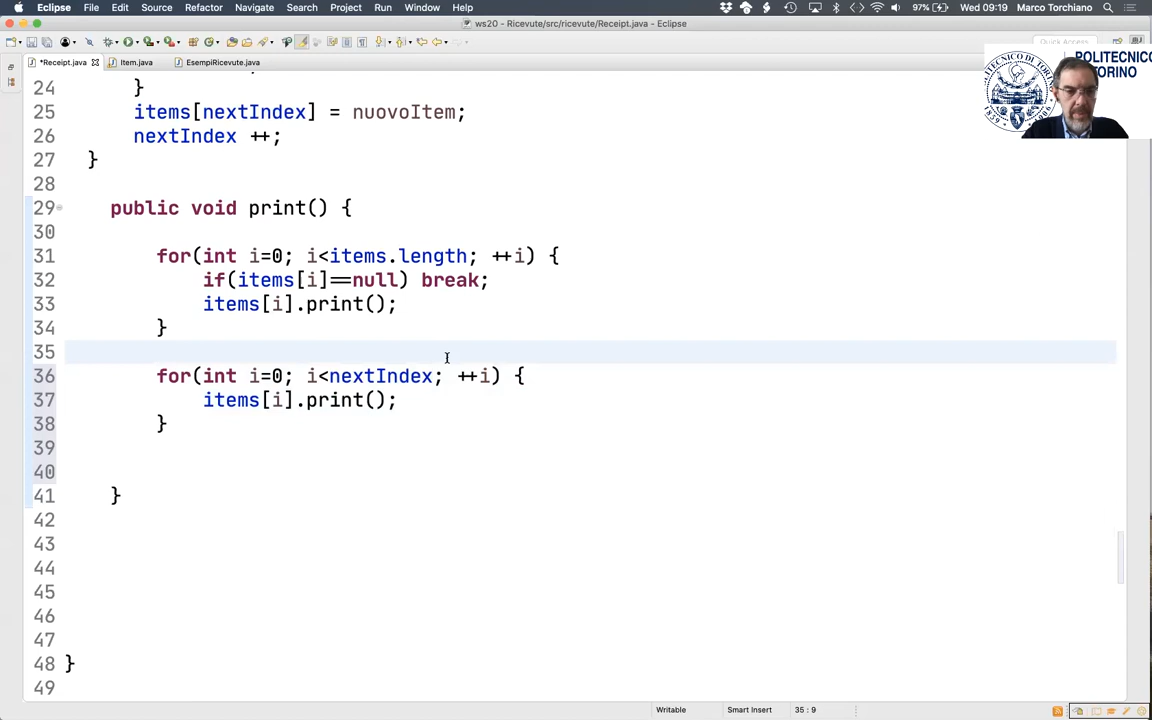 Eclipse File Edit Source Refactor Navigate Search Project Run Window Help 97% Wed 09:19 Marco Torchiano
ws20 - Ricevute/src/ricevute/Receipt.java - Eclipse
Quick Access
*Receipt.java Item.java EsempiRicevute.java
POLITECNICO
TORINO
24 }
25 items[nextIndex] = nuovoItem;
26 nextIndex ++;
27 }
28
29 public void print() {
30
31 for(int i=0; i<items.length; ++i) {
32 if(items[i]==null) break;
33 items[i].print();
34 }
35
36 for(int i=0; i<nextIndex; ++i) {
37 items[i].print();
38 }
39
40
41 }
42
43
44
45
46
47
48 }
49
Writable Smart Insert 35 : 9